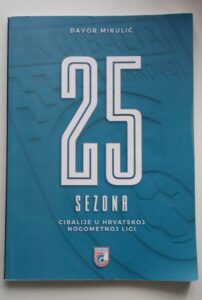 DAVOR MIKULIĆ
25
SEZONA
CIBALIJE U HRVATSKOJ
NOGOMETNOJ LIGI